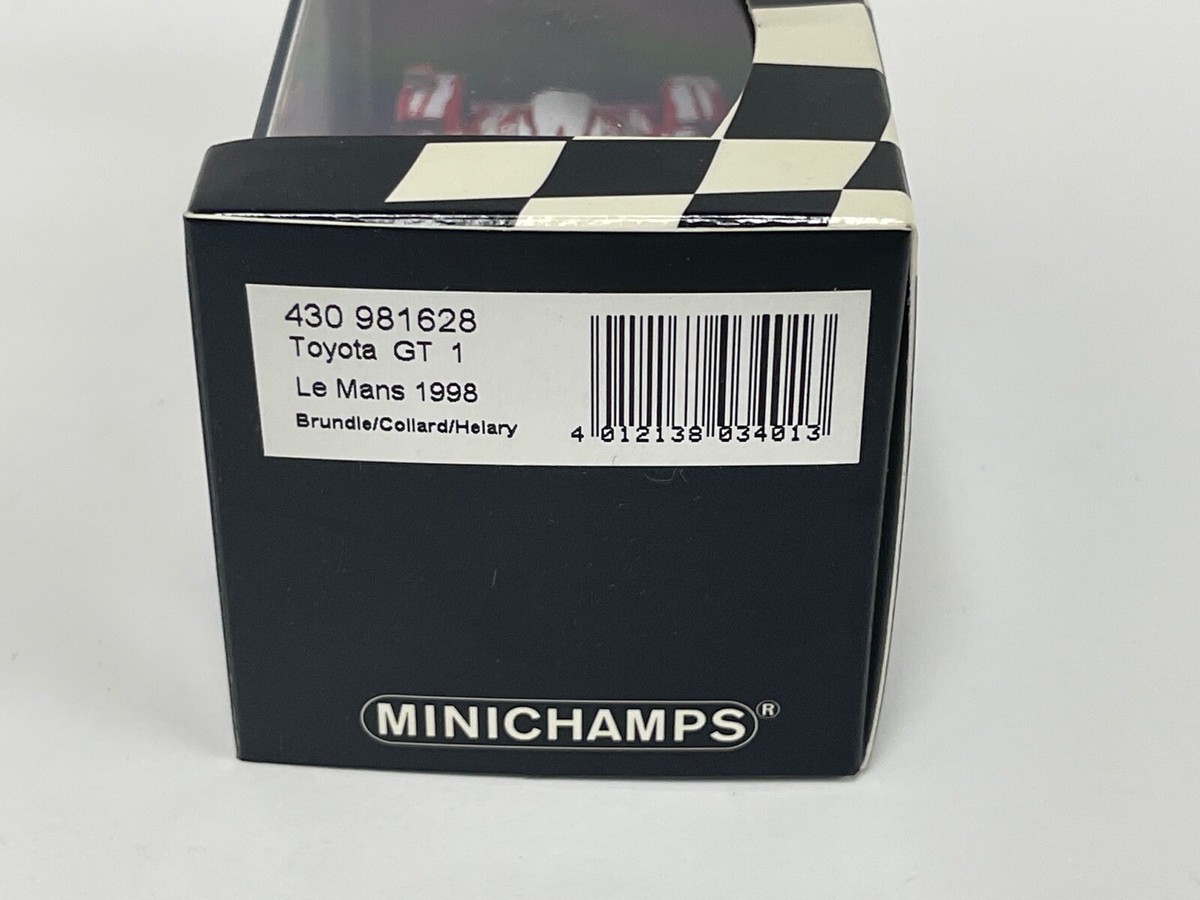 430 981628
Toyota GT 1
Le Mans 1998
Brundle/Collard/Helary
4 012138 034013
MINICHAMPS®